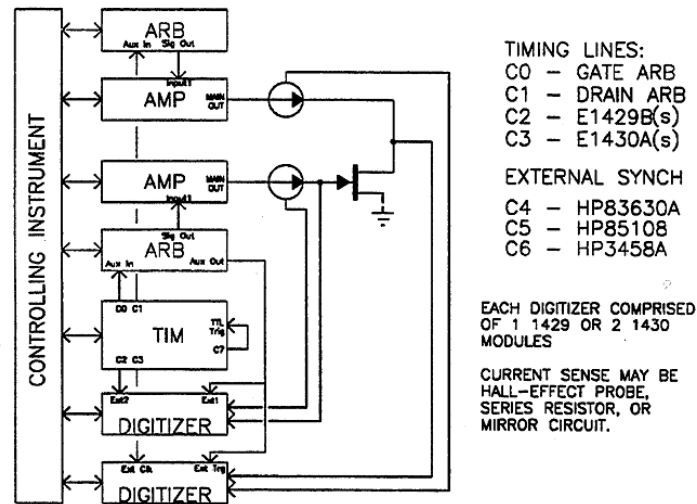 CONTROLLING INSTRUMENT
ARB
Aux In Sig Out
Input1
AMP
MAIN OUT
AMP
MAIN OUT
Input1
Sig Out
ARB
Aux In
Aux Out
C0 C1
TIM
TTL
Trig
C7
C2 C3
Ext2
Ext1
DIGITIZER
Ext Clk
Ext Trg
DIGITIZER
TIMING LINES:
C0 - GATE ARB
C1 - DRAIN ARB
C2 - E1429B(s)
C3 - E1430A(s)
EXTERNAL SYNCH
C4 - HP83630A
C5 - HP85108
C6 - HP3458A
EACH DIGITIZER COMPRISED
OF 1 1429 OR 2 1430
MODULES
CURRENT SENSE MAY BE
HALL-EFFECT PROBE,
SERIES RESISTOR, OR
MIRROR CIRCUIT.